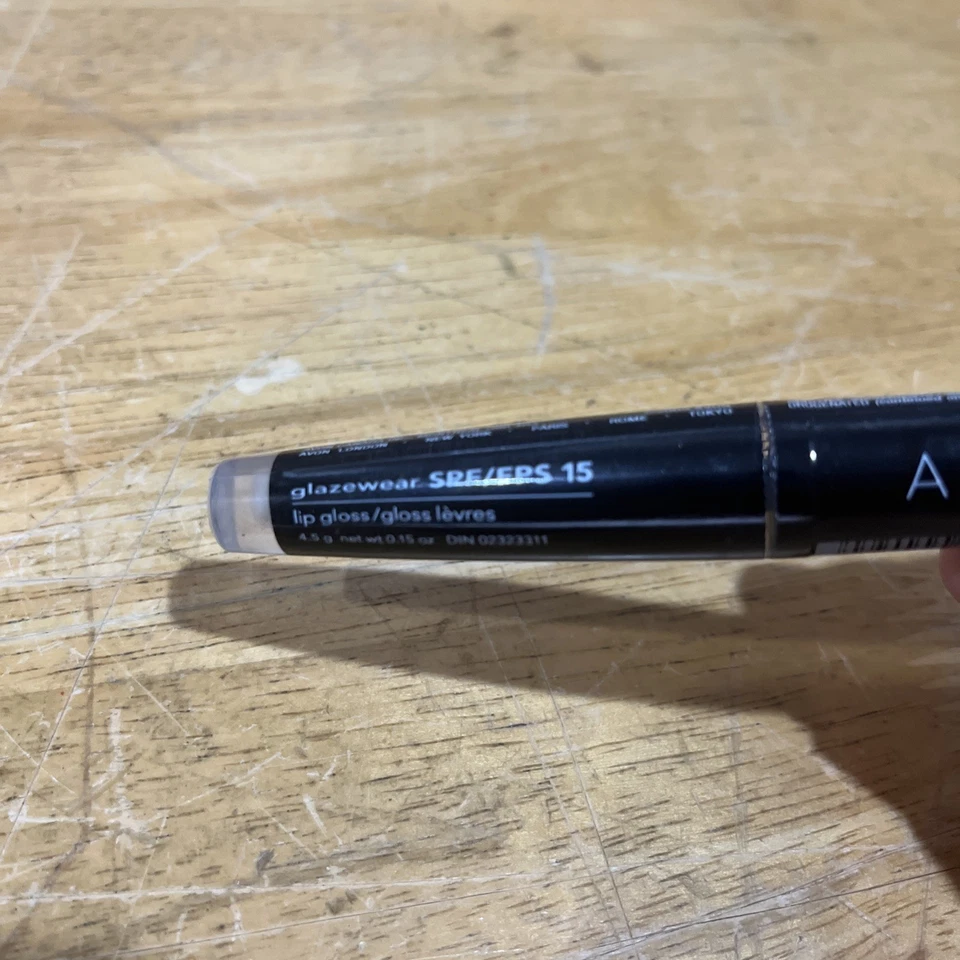 AVON LONDON · NEW YORK · PARIS · ROME · TOKYO
glazewear SPF/FPS 15
lip gloss/gloss lèvres
4.5 g net wt 0.15 oz DIN 02323311
A